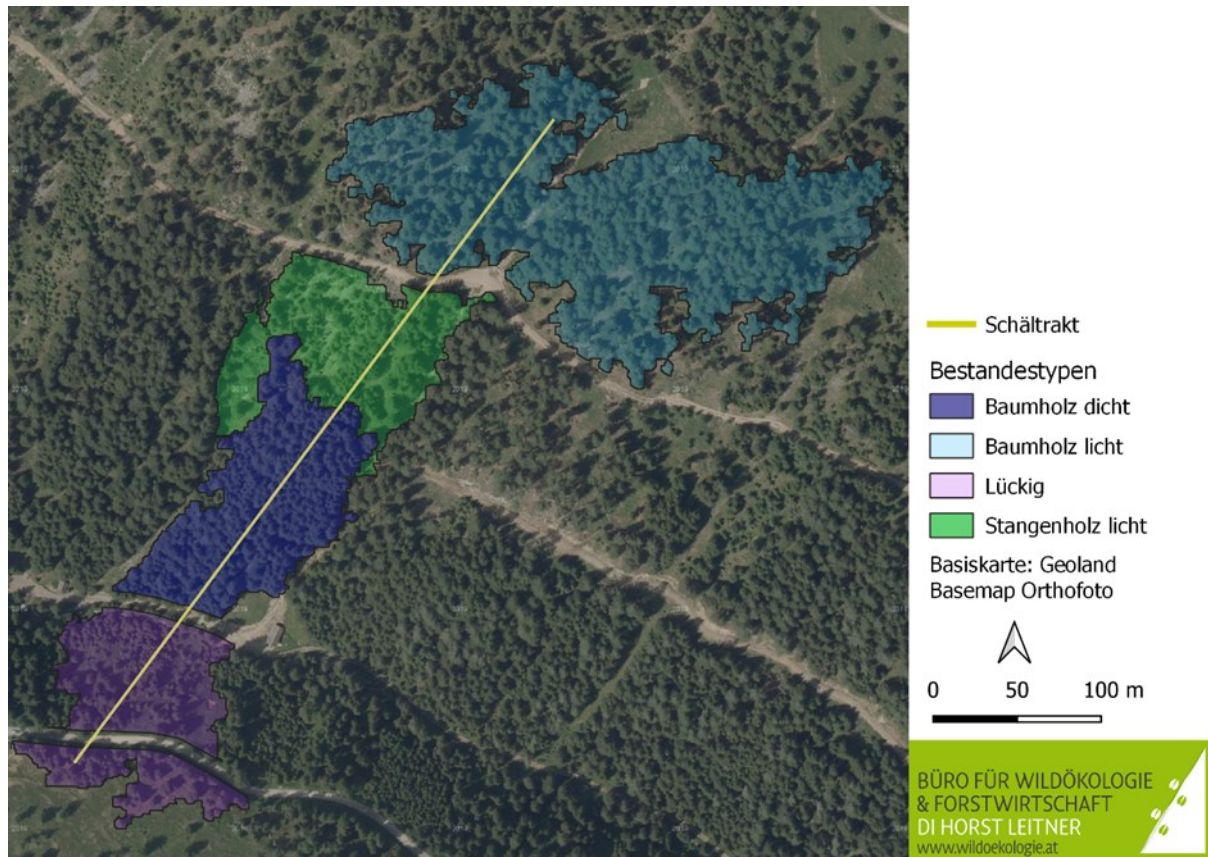 Schältrakt
Bestandestypen
Baumholz dicht
Baumholz licht
Lückig
Stangenholz licht
Basiskarte: Geoland
Basemap Orthofoto
0 50 100 m
BÜRO FÜR WILDÖKOLOGIE
& FORSTWIRTSCHAFT
DI HORST LEITNER
www.wildoekologie.at